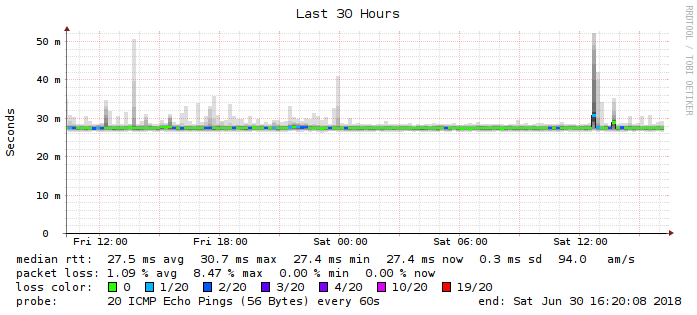 Last 30 Hours
RRDTOOL / TOBI OETIKER
Seconds
50 m
40 m
30 m
20 m
10 m
0
Fri 12:00 Fri 18:00 Sat 00:00 Sat 06:00 Sat 12:00
median rtt: 27.5 ms avg 30.7 ms max 27.4 ms min 27.4 ms now 0.3 ms sd 94.0 am/s
packet loss: 1.09 % avg 8.47 % max 0.00 % min 0.00 % now
loss color: 0 1/20 2/20 3/20 4/20 10/20 19/20
probe: 20 ICMP Echo Pings (56 Bytes) every 60s end: Sat Jun 30 16:20:08 2018